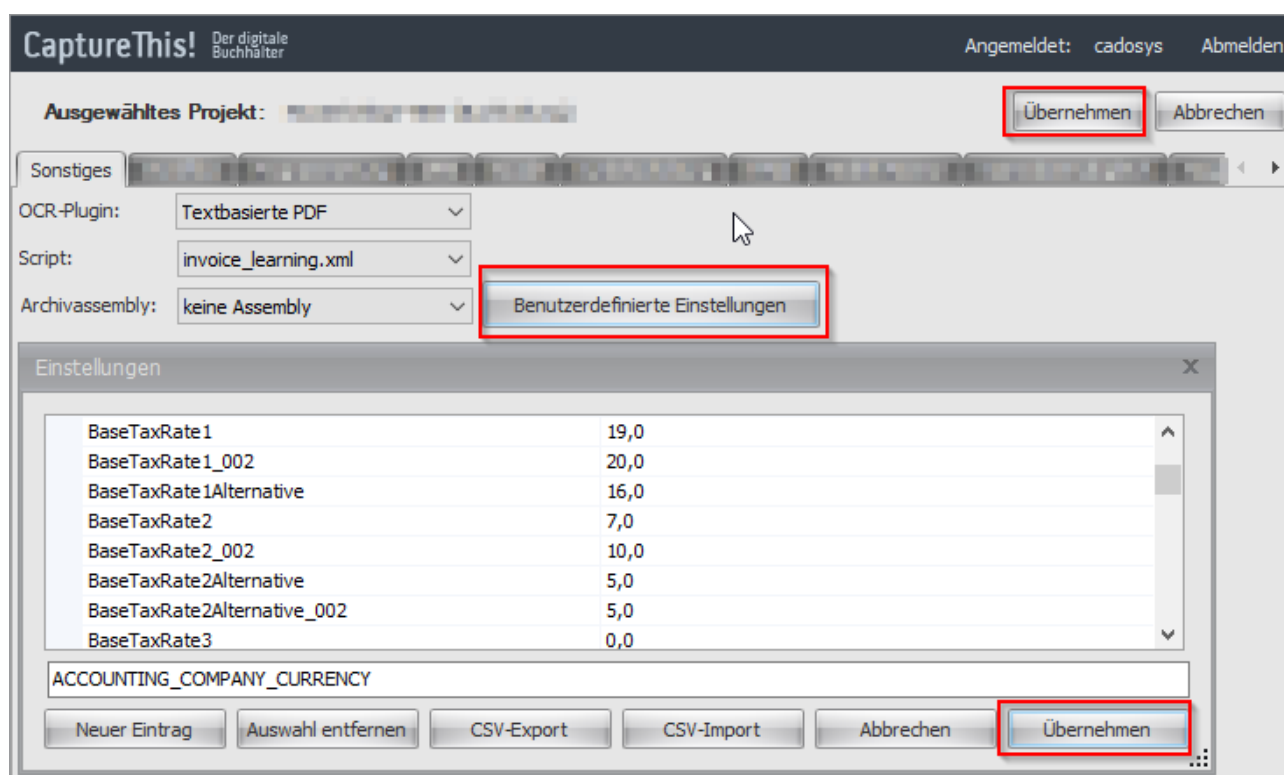 CaptureThis! Der digitale Buchhalter Angemeldet: cadosys Abmelden
Ausgewähltes Projekt: Übernehmen Abbrechen
Sonstiges
OCR-Plugin: Textbasierte PDF
Script: invoice_learning.xml
Archivassembly: keine Assembly Benutzerdefinierte Einstellungen
Einstellungen x
BaseTaxRate1 19,0
BaseTaxRate1_002 20,0
BaseTaxRate1Alternative 16,0
BaseTaxRate2 7,0
BaseTaxRate2_002 10,0
BaseTaxRate2Alternative 5,0
BaseTaxRate2Alternative_002 5,0
BaseTaxRate3 0,0
ACCOUNTING_COMPANY_CURRENCY
Neuer Eintrag Auswahl entfernen CSV-Export CSV-Import Abbrechen Übernehmen